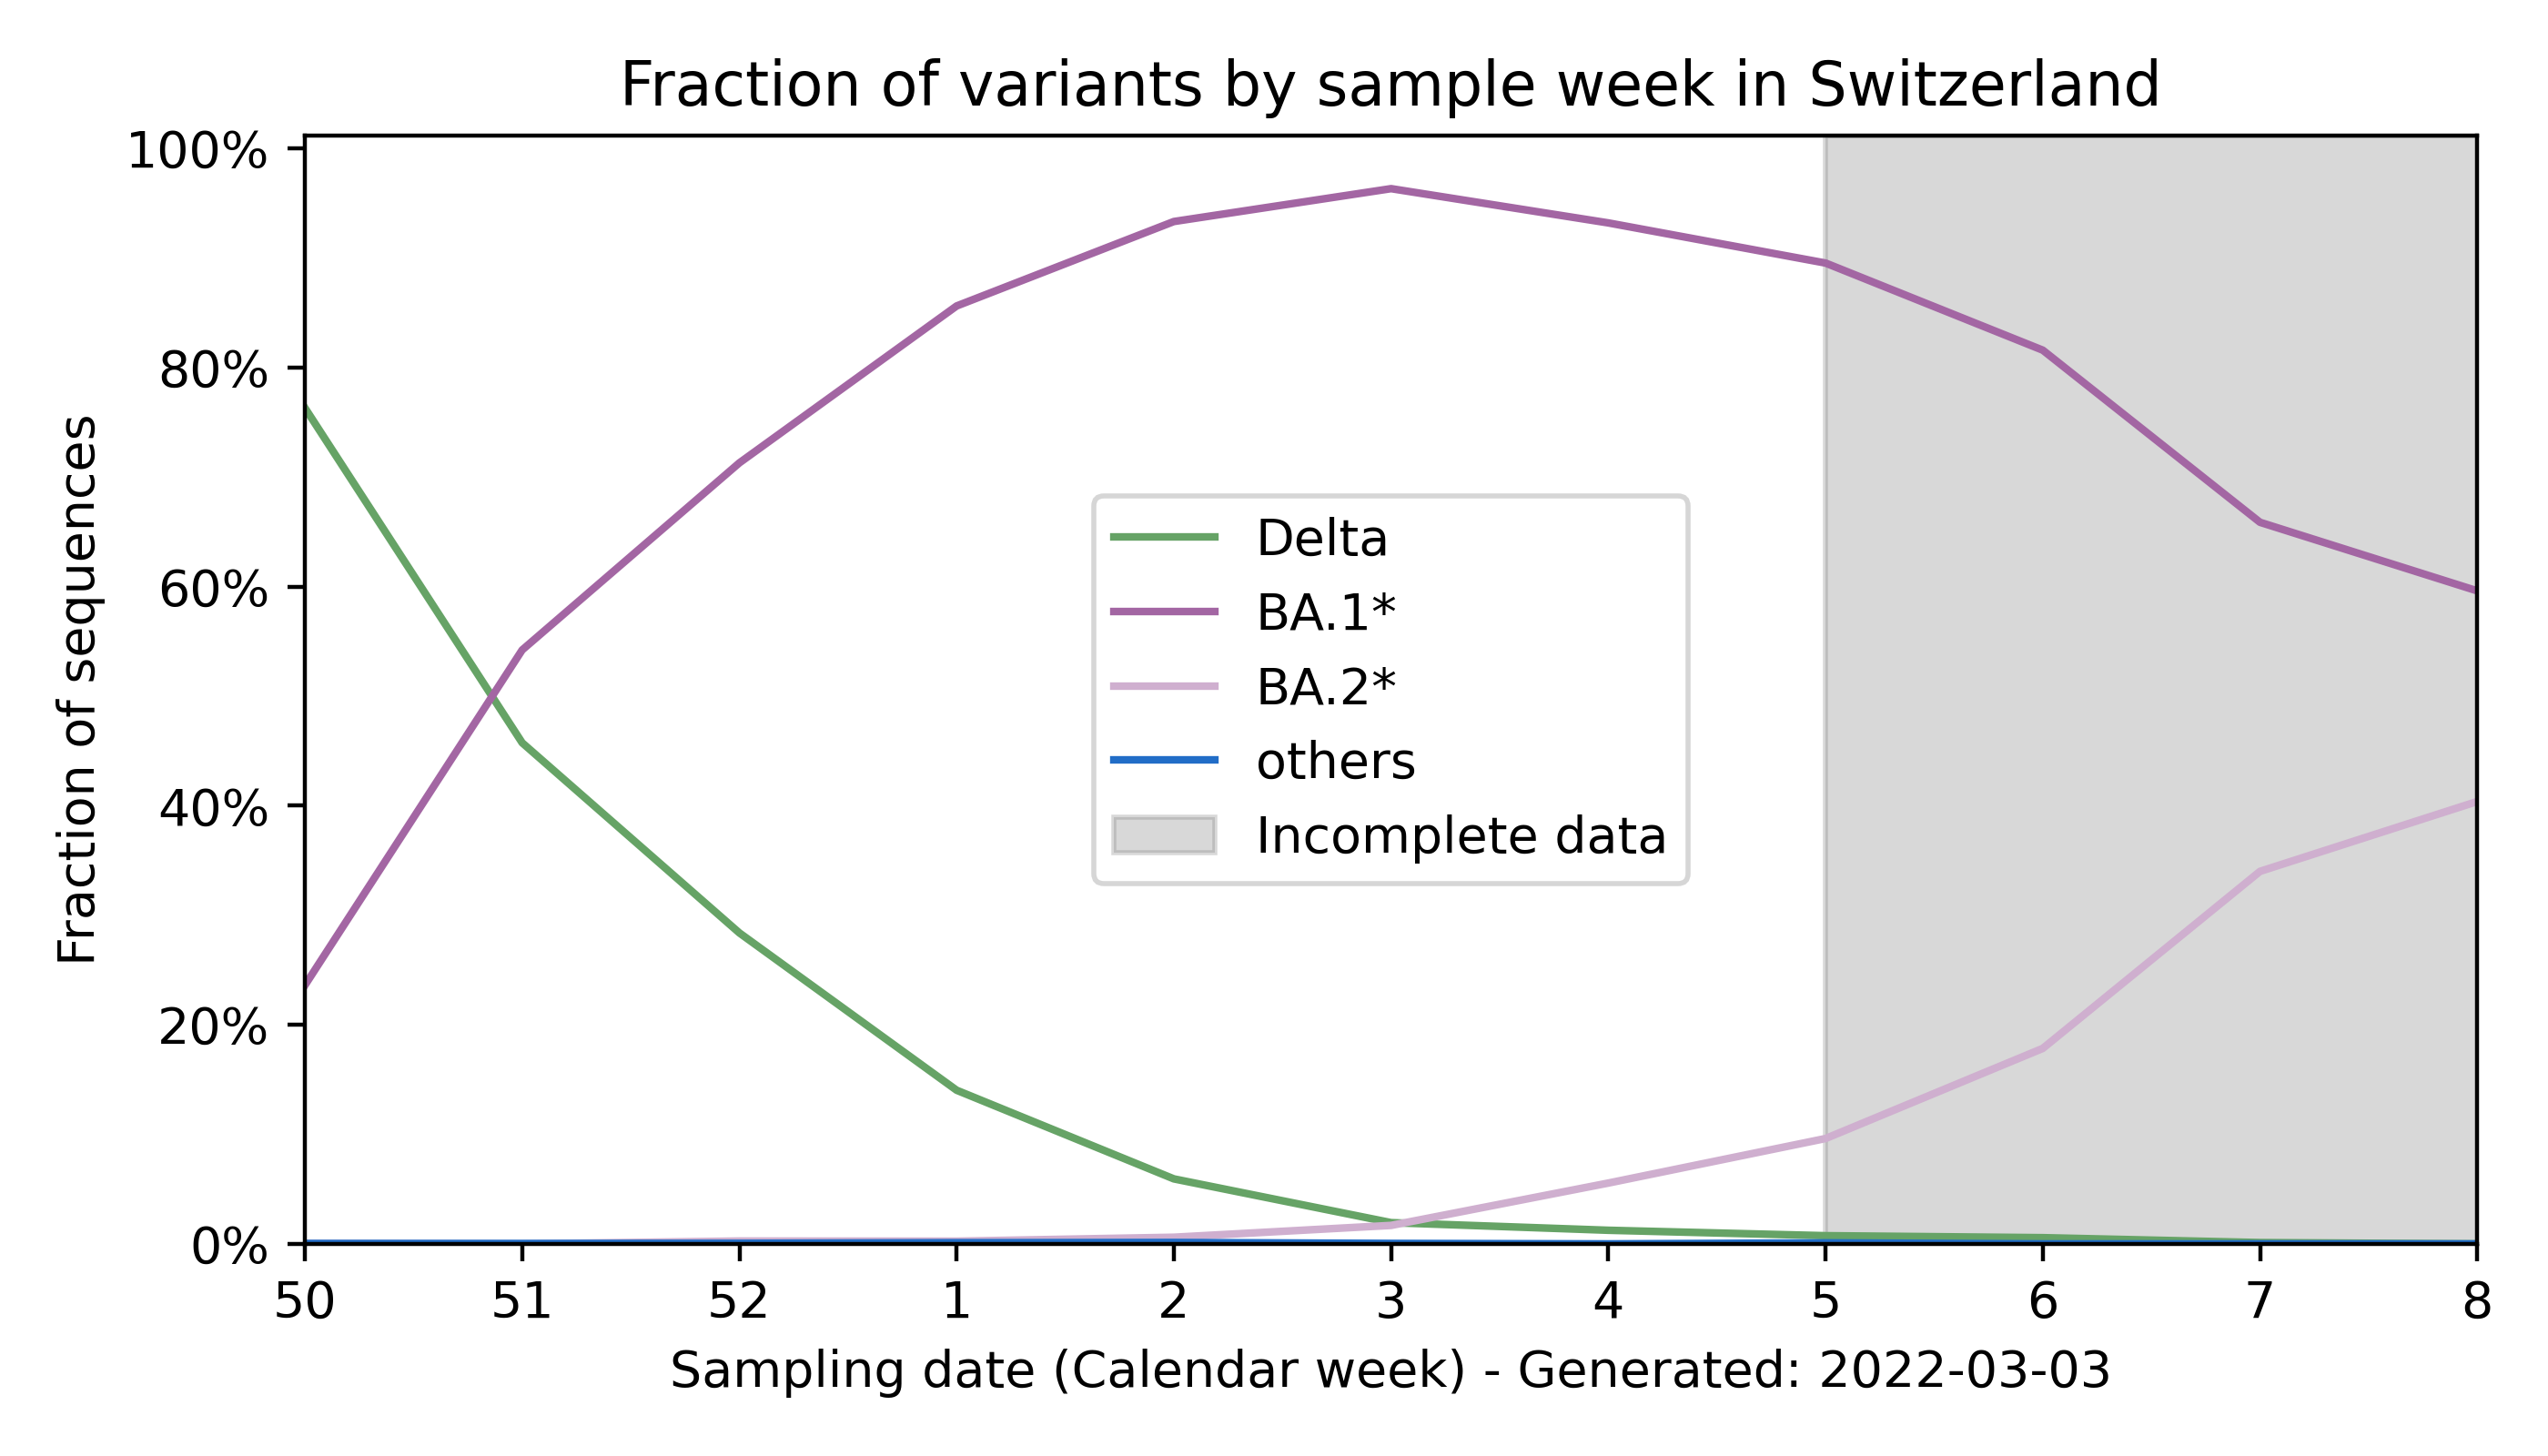 Fraction of variants by sample week in Switzerland
100%
80%
60%
40%
20%
0%
Fraction of sequences
Delta
BA.1*
BA.2*
others
Incomplete data
50 51 52 1 2 3 4 5 6 7 8
Sampling date (Calendar week) - Generated: 2022-03-03